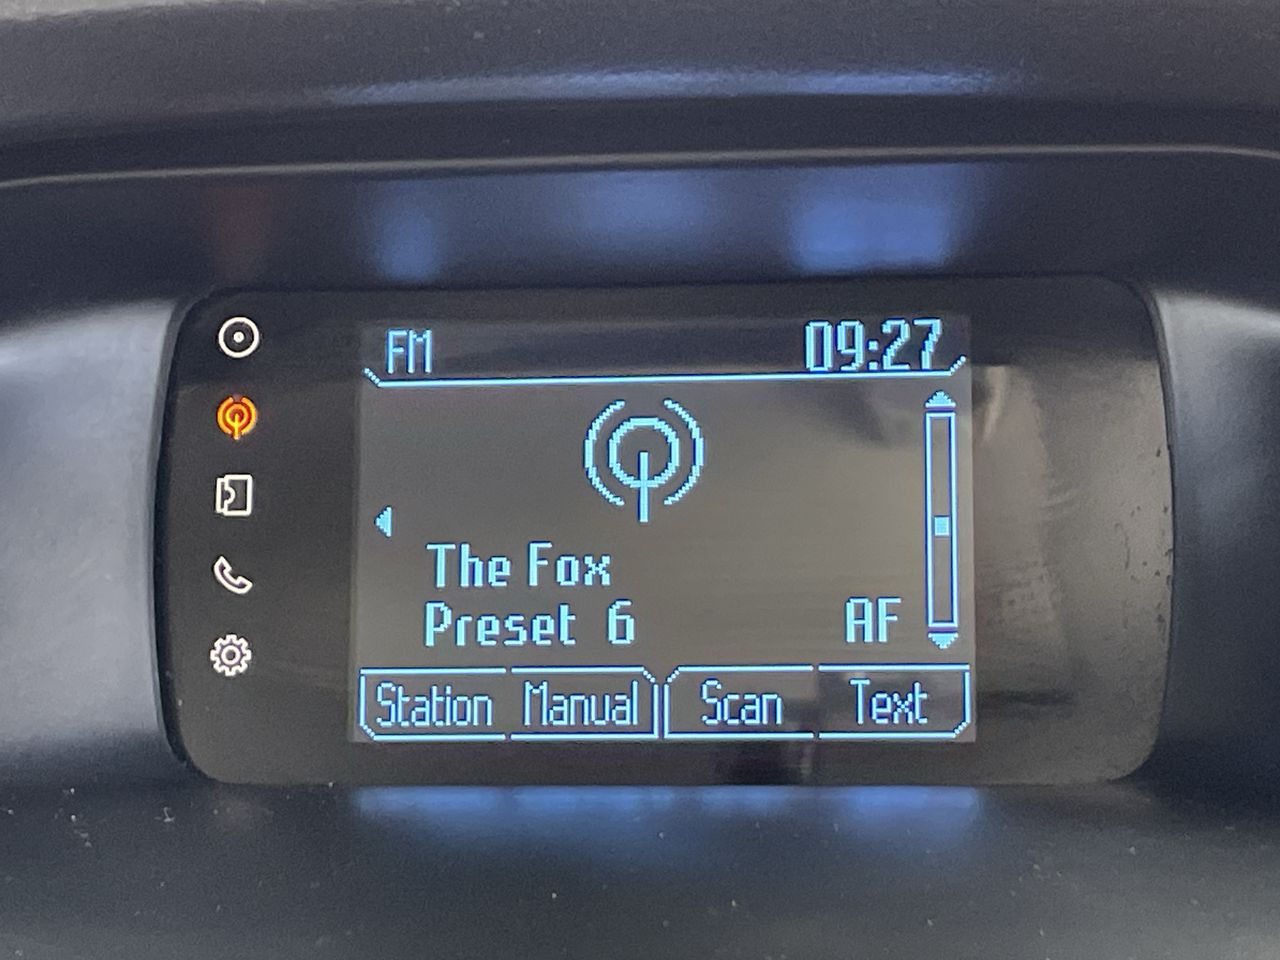 FM 09:27
The Fox
Preset 6 AF
Station Manual Scan Text